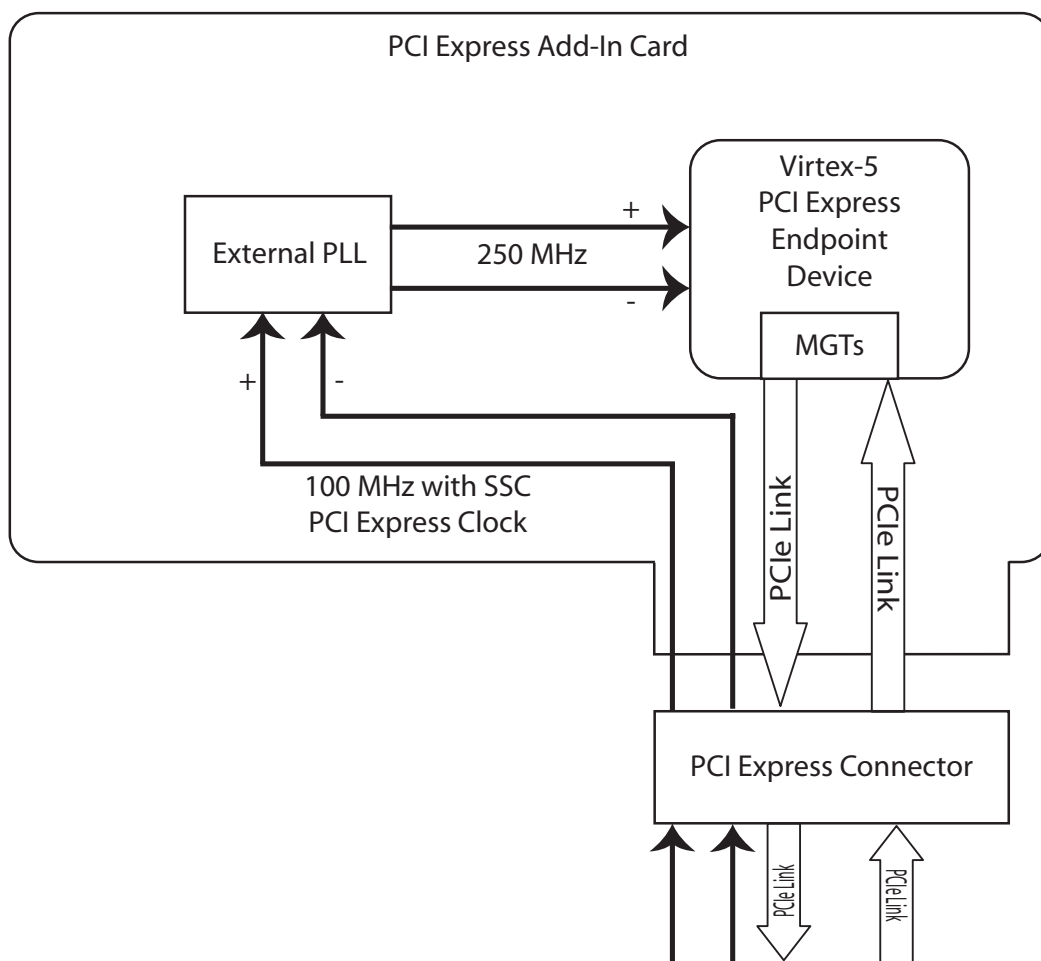 PCI Express Add-In Card
Virtex-5
PCI Express
Endpoint
Device
+
External PLL
250 MHz
-
MGTs
+
-
100 MHz with SSC
PCI Express Clock
PCIe Link
PCIe Link
PCI Express Connector
PCIe Link
PCIe Link